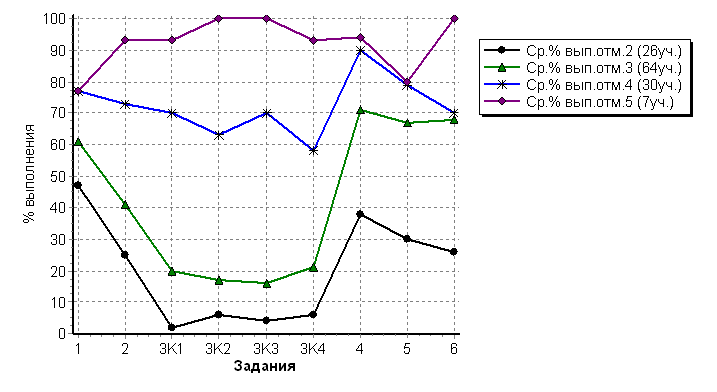 100
90
80
70
60
50
40
30
20
10
0
% выполнения
1 2 3К1 3К2 3К3 3К4 4 5 6
Задания
Ср.% вып.отм.2 (26уч.)
Ср.% вып.отм.3 (64уч.)
Ср.% вып.отм.4 (30уч.)
Ср.% вып.отм.5 (7уч.)